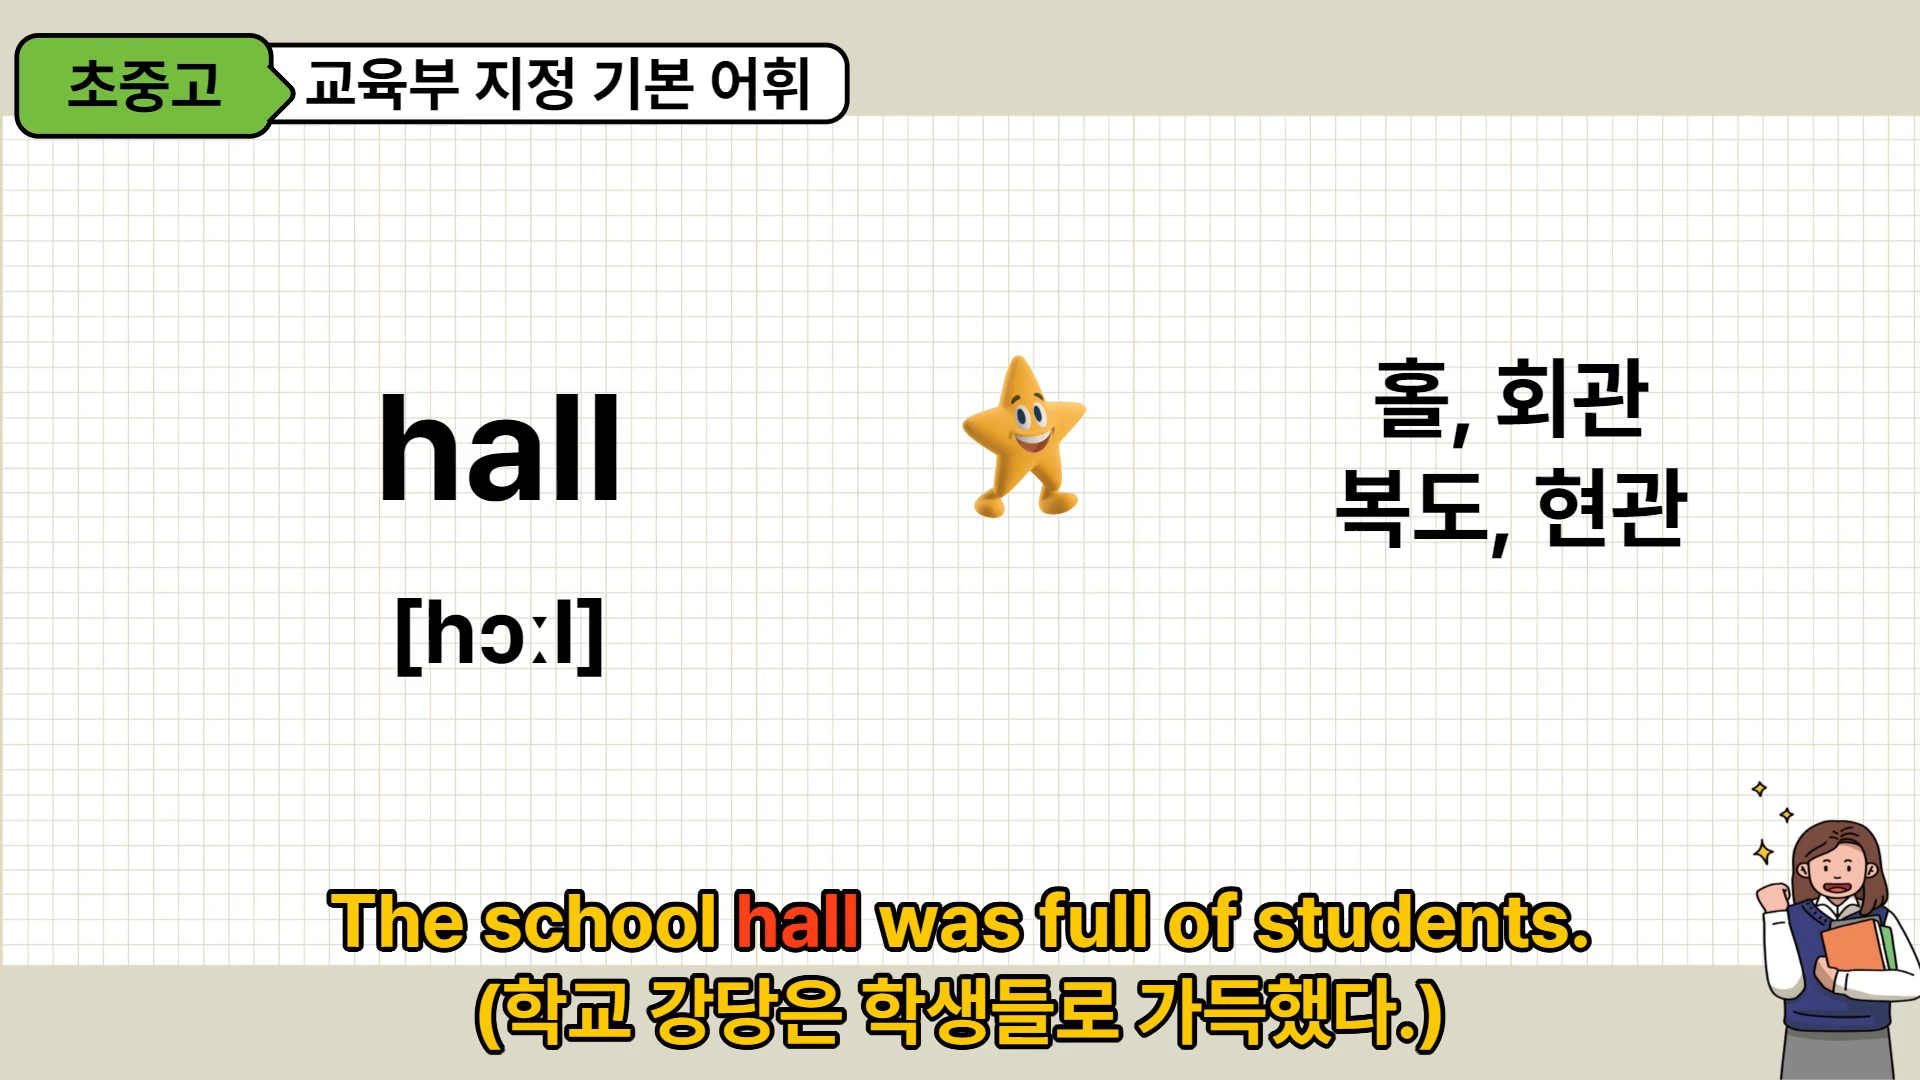 초중고
교육부 지정 기본 어휘
hall
[hɔːl]
홀, 회관
복도, 현관
The school hall was full of students.
(학교 강당은 학생들로 가득했다.)